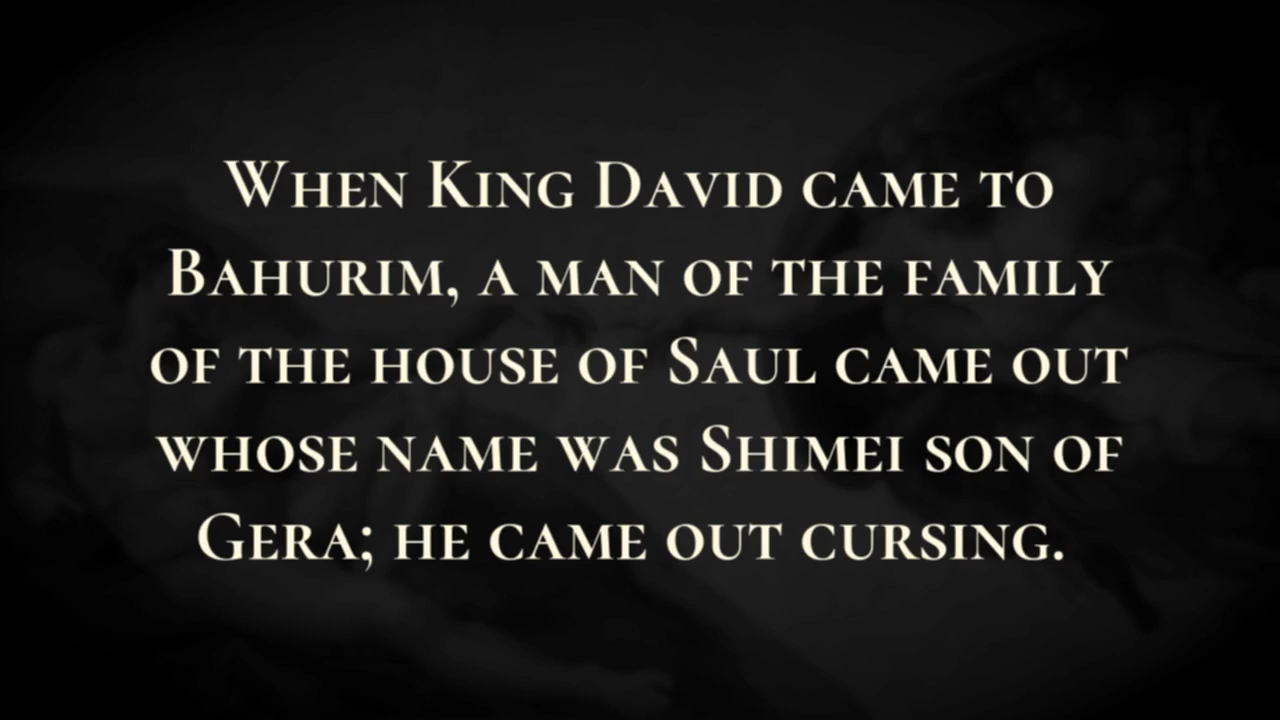 When King David came to
Bahurim, a man of the family
of the house of Saul came out
whose name was Shimei son of
Gera; he came out cursing.